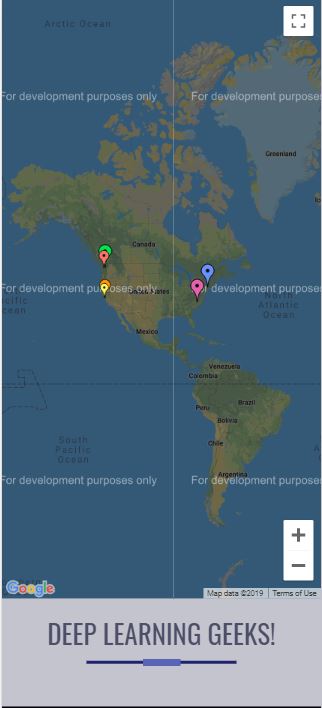 Arctic Ocean
For development purposes only
For development purpose
Greenland
Canada
For development purposes only
For development purpose
United States
North
Atlantic
Ocean
Mexico
Venezuela
Colombia
Peru
Brazil
Bolivia
South
Pacific
Ocean
Chile
Argentina
For development purposes only
For development purpose
Google
Map data ©2019 Terms of Use
DEEP LEARNING GEEKS!